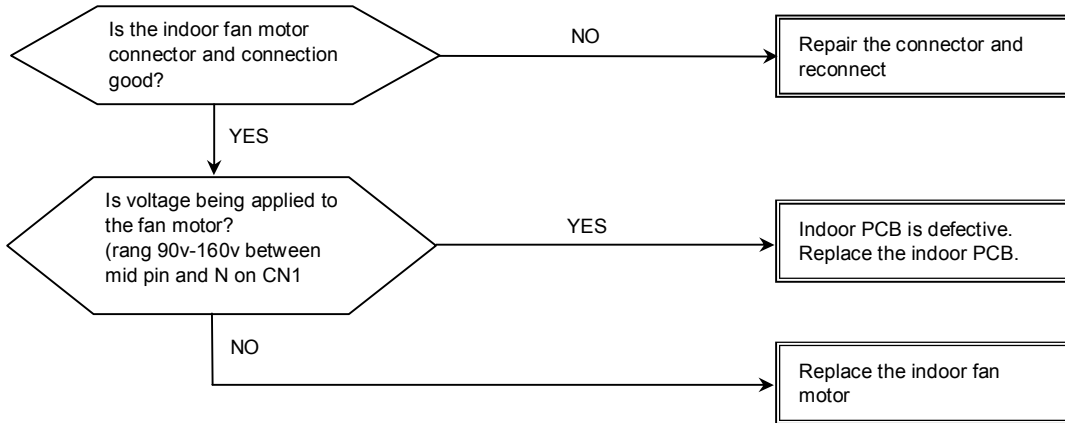 Is the indoor fan motor
connector and connection
good?
NO
Repair the connector and
reconnect
YES
Is voltage being applied to
the fan motor?
(rang 90v-160v between
mid pin and N on CN1
YES
Indoor PCB is defective.
Replace the indoor PCB.
NO
Replace the indoor fan
motor